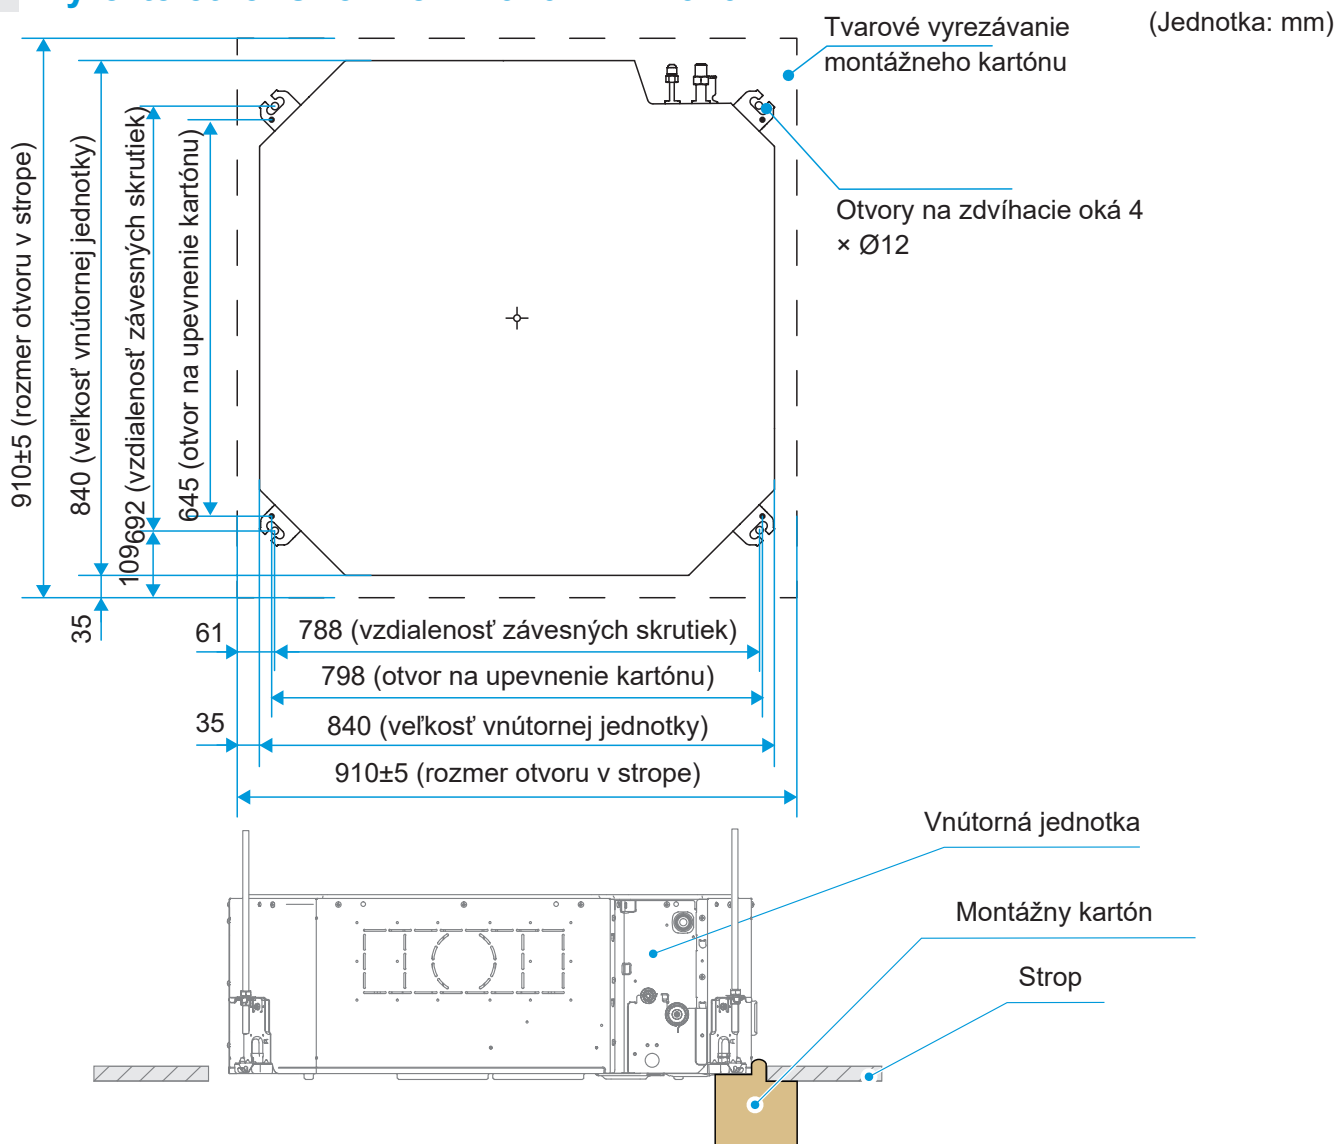 (Jednotka: mm)
Tvarové vyrezávanie
montážneho kartónu
Otvory na zdvíhacie oká 4
× Ø12
910±5 (rozmer otvoru v strope)
840 (veľkosť vnútornej jednotky)
692 (vzdialenosť závesných skrutiek)
645 (otvor na upevnenie kartónu)
109
35
61
788 (vzdialenosť závesných skrutiek)
798 (otvor na upevnenie kartónu)
35
840 (veľkosť vnútornej jednotky)
910±5 (rozmer otvoru v strope)
Vnútorná jednotka
Montážny kartón
Strop